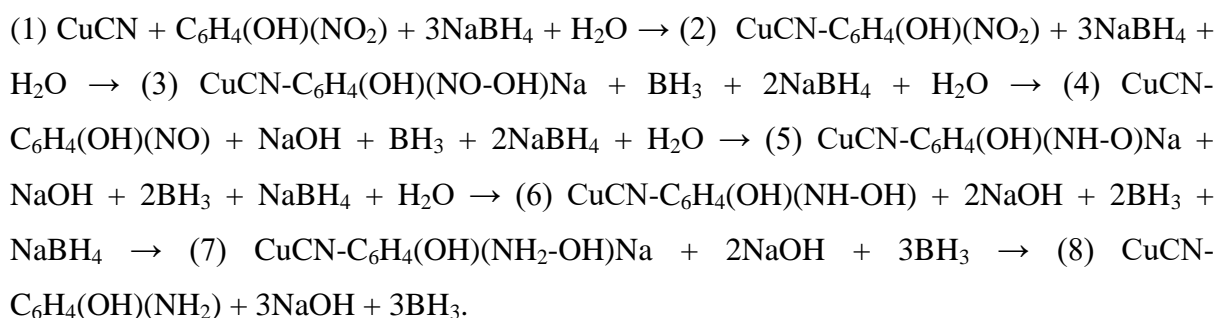 (1) CuCN + C₆H₄(OH)(NO₂) + 3NaBH₄ + H₂O → (2) CuCN-C₆H₄(OH)(NO₂) + 3NaBH₄ +
H₂O → (3) CuCN-C₆H₄(OH)(NO-OH)Na + BH₃ + 2NaBH₄ + H₂O → (4) CuCN-
C₆H₄(OH)(NO) + NaOH + BH₃ + 2NaBH₄ + H₂O → (5) CuCN-C₆H₄(OH)(NH-O)Na +
NaOH + 2BH₃ + NaBH₄ + H₂O → (6) CuCN-C₆H₄(OH)(NH-OH) + 2NaOH + 2BH₃ +
NaBH₄ → (7) CuCN-C₆H₄(OH)(NH₂-OH)Na + 2NaOH + 3BH₃ → (8) CuCN-
C₆H₄(OH)(NH₂) + 3NaOH + 3BH₃.